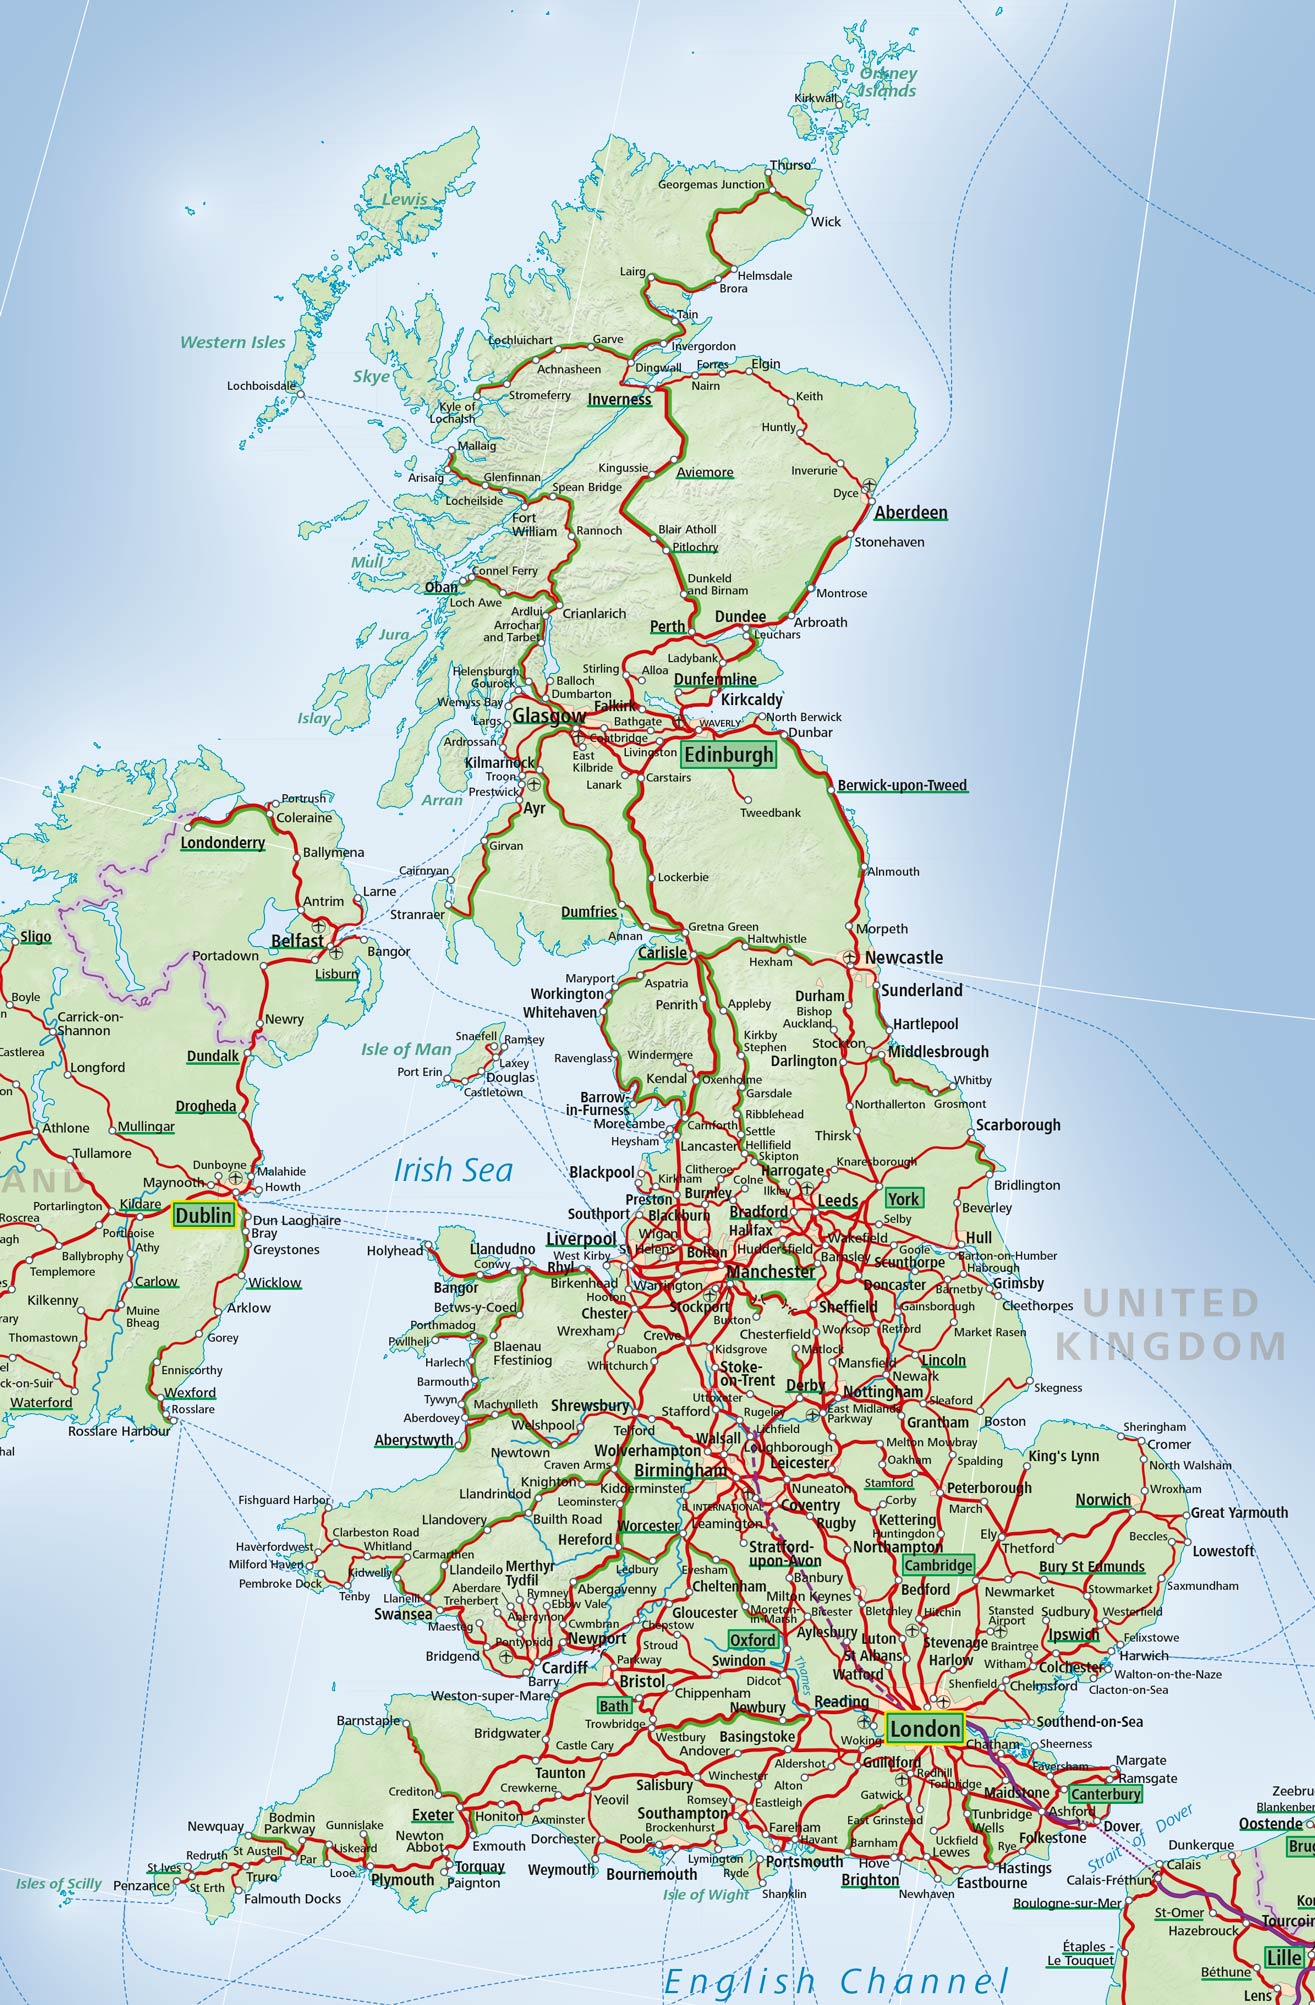 Orkney
Islands
Kirkwall
Thurso
Georgemas Junction
Wick
Lewis
Lairg
Helmsdale
Brora
Tain
Western Isles
Lochluichart
Garve
Invergordon
Skye
Achnasheen
Dingwall
Forres
Elgin
Nairn
Lochboisdale
Stromeferry
Inverness
Keith
Kyle of
Lochalsh
Huntly
Mallaig
Arisaig
Glenfinnan
Kingussie
Aviemore
Inverurie
Spean Bridge
Locheilside
Dyce
Aberdeen
Fort
William
Rannoch
Blair Atholl
Pitlochry
Stonehaven
Mull
Connel Ferry
Oban
Dunkeld
and Birnam
Montrose
Loch Awe
Ardlui
Crianlarich
Arrochar
and Tarbet
Jura
Perth
Dundee
Arbroath
Leuchars
Ladybank
Helensburgh
Gourock
Balloch
Stirling
Alloa
Dunfermline
Dumbarton
Wemyss Bay
Falkirk
Kirkcaldy
Islay
Largs
Glasgow
Bathgate
WAVERLY
North Berwick
Dunbar
Ardrossan
Coatbridge
Livingston
Edinburgh
Kilmarnock
East
Kilbride
Troon
Prestwick
Lanark
Carstairs
Berwick-upon-Tweed
Arran
Ayr
Tweedbank
Portrush
Coleraine
Londonderry
Girvan
Ballymena
Cairnryan
Lockerbie
Alnmouth
Larne
Antrim
Stranraer
Dumfries
Annan
Gretna Green
Morpeth
Sligo
Belfast
Bangor
Portadown
Lisburn
Carlisle
Haltwhistle
Hexham
Newcastle
Maryport
Aspatria
Workington
Whitehaven
Penrith
Appleby
Durham
Sunderland
Boyle
Bishop
Auckland
Carrick-on-
Shannon
Newry
Hartlepool
Snaefell
Ramsey
Kirkby
Stephen
Stockton
Castlerea
Dundalk
Isle of Man
Laxey
Ravenglass
Windermere
Darlington
Middlesbrough
Longford
Port Erin
Douglas
Castletown
Kendal
Oxenholme
Whitby
Garsdale
Grosmont
Drogheda
Barrow-
in-Furness
Northallerton
Morecambe
Ribblehead
Athlone
Mullingar
Carnforth
Heysham
Settle
Thirsk
Scarborough
Tullamore
Lancaster
Hellifield
Skipton
Dunboyne
Malahide
Irish Sea
Blackpool
Clitheroe
Colne
Harrogate
Knaresborough
Maynooth
Howth
Kirkham
Ilkley
Bridlington
AND
Portarlington
Kildare
Dublin
Preston
Burnley
Leeds
York
Roscrea
Southport
Blackburn
Bradford
Selby
Beverley
Portlaoise
Dun Laoghaire
Bray
Athy
Greystones
Ballybrophy
Wigan
Halifax
Wakefield
Hull
Holyhead
Llandudno
Liverpool
St
Helens
Bolton
Huddersfield
Barnsley
Goole
Barton-on-Humber
Habrough
Templemore
Conwy
Rhyl
West Kirby
Scunthorpe
Carlow
Wicklow
Birkenhead
Warrington
Manchester
Doncaster
Barnetby
Grimsby
Bangor
Hooton
Kilkenny
Muine
Bheag
Arklow
Betws-y-Coed
Chester
Stockport
Sheffield
Gainsborough
Cleethorpes
UNITED
KINGDOM
Buxton
Thomastown
Porthmadog
Gorey
Pwllheli
Blaenau
Ffestiniog
Wrexham
Crewe
Chesterfield
Worksop
Retford
Market Rasen
Enniscorthy
Harlech
Ruabon
Kidsgrove
Matlock
Whitchurch
Stoke-
on-Trent
Mansfield
Lincoln
ck-on-Suir
Barmouth
Newark
Skegness
Waterford
Wexford
Tywyn
Derby
Nottingham
Rosslare
Machynlleth
Shrewsbury
Uttoxeter
Sleaford
Aberdovey
Stafford
Rugeley
East Midlands
Parkway
Boston
Rosslare Harbour
Welshpool
Telford
Lichfield
Grantham
Sheringham
Aberystwyth
Walsall
Loughborough
Melton Mowbray
Cromer
Newtown
Wolverhampton
Oakham
Spalding
King's Lynn
North Walsham
Craven Arms
Leicester
Birmingham
Stamford
Knighton
Kidderminster
Nuneaton
Peterborough
Wroxham
Norwich
Fishguard Harbor
Llandrindod
Leominster
INTERNATIONAL
Coventry
Corby
March
Great Yarmouth
Llandovery
Builth Road
Worcester
Leamington
Rugby
Kettering
Clarbeston Road
Hereford
Huntingdon
Ely
Beccles
Haverfordwest
Whitland
Stratford-
upon-Avon
Northampton
Thetford
Lowestoft
Milford Haven
Carmarthen
Merthyr
Tydfil
Ledbury
Evesham
Cambridge
Bury St Edmunds
Kidwelly
Llandeilo
Banbury
Pembroke Dock
Abergavenny
Cheltenham
Bedford
Newmarket
Saxmundham
Tenby
Llanelli
Aberdare
Treherbert
Rymney
Ebbw Vale
Milton Keynes
Stowmarket
Swansea
Abercynon
Gloucester
Moreton-
in-Marsh
Bicester
Bletchley
Hitchin
Stansted
Airport
Sudbury
Westerfield
Maesteg
Cwmbran
Chepstow
Aylesbury
Ipswich
Pontypridd
Newport
Stroud
Oxford
Luton
Stevenage
Braintree
Felixstowe
Bridgend
Parkway
Swindon
St Albans
Harlow
Witham
Colchester
Harwich
Cardiff
Barry
Bristol
Didcot
Thames
Watford
Shenfield
Chelmsford
Walton-on-the-Naze
Clacton-on-Sea
Weston-super-Mare
Chippenham
Bath
Newbury
Reading
Barnstaple
Trowbridge
London
Southend-on-Sea
Bridgwater
Westbury
Basingstoke
Woking
Castle Cary
Andover
Chatham
Sheerness
Taunton
Aldershot
Guildford
Faversham
Margate
Ramsgate
Crewkerne
Salisbury
Winchester
Redhill
Tonbridge
Maidstone
Canterbury
Crediton
Alton
Gatwick
Yeovil
Romsey
Eastleigh
Exeter
Honiton
Axminster
Southampton
East Grinstead
Tunbridge
Wells
Ashford
Dover
Strait of Dover
Zeebru
Blankenber
Oostende
Newquay
Bodmin
Parkway
Gunnislake
Newton
Abbot
Exmouth
Dorchester
Poole
Brockenhurst
Fareham
Havant
Barnham
Uckfield
Lewes
Rye
Folkestone
Dunkerque
Bru
Redruth
St Austell
Liskeard
St Ives
Par
Looe
Torquay
Paignton
Weymouth
Bournemouth
Lymington
Ryde
Portsmouth
Hove
Hastings
Calais
Isles of Scilly
Penzance
St Erth
Truro
Falmouth Docks
Plymouth
Isle of Wight
Shanklin
Brighton
Newhaven
Eastbourne
Calais-Fréthun
Boulogne-sur-Mer
St-Omer
Ko
Hazebrouck
Tourcoin
Étaples -
Le Touquet
Lille
Béthune
English Channel
Lens